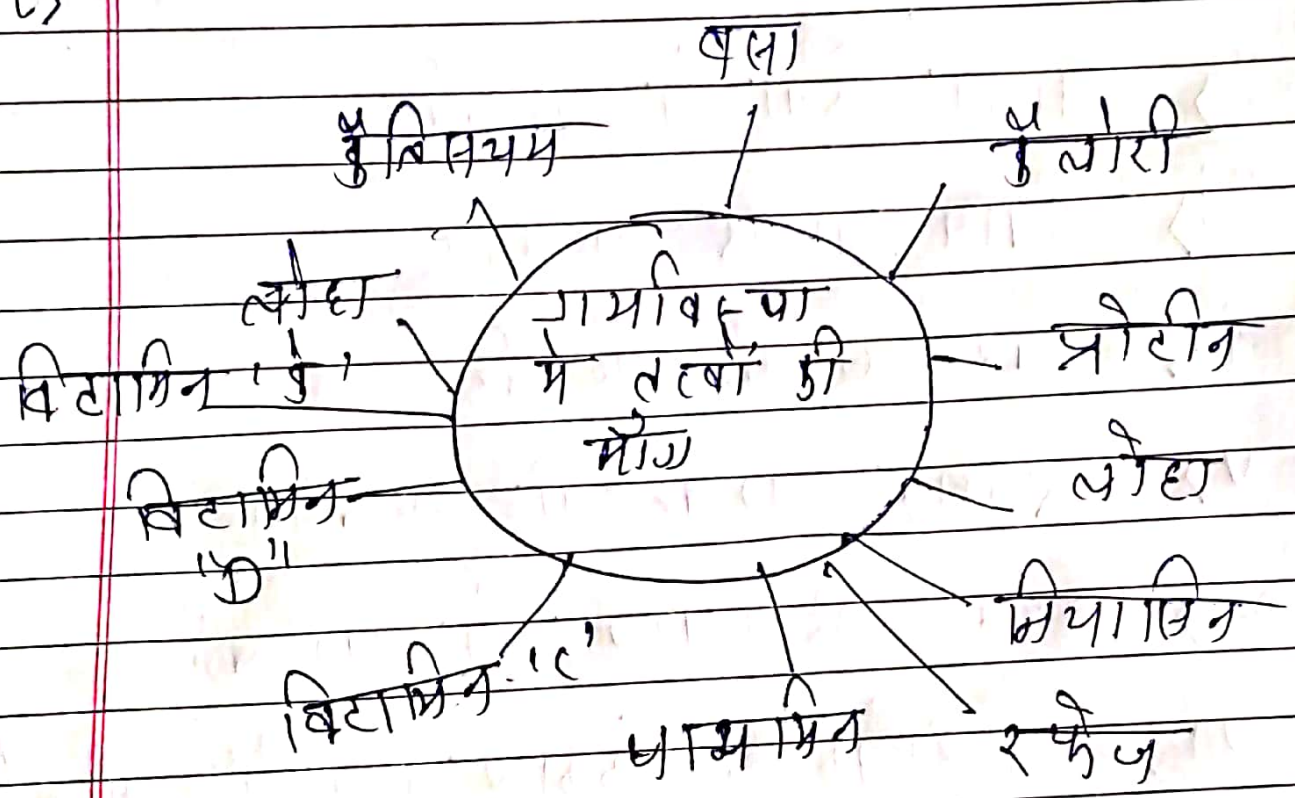 वसा
कैल्सियम
कैलोरी
लोहा
गर्भावस्था
में तत्वों की
माँग
प्रोटीन
विटामिन 'के'
लोहा
विटामिन
"D"
नियासिन
विटामिन 'C'
थायमिन
रफेज